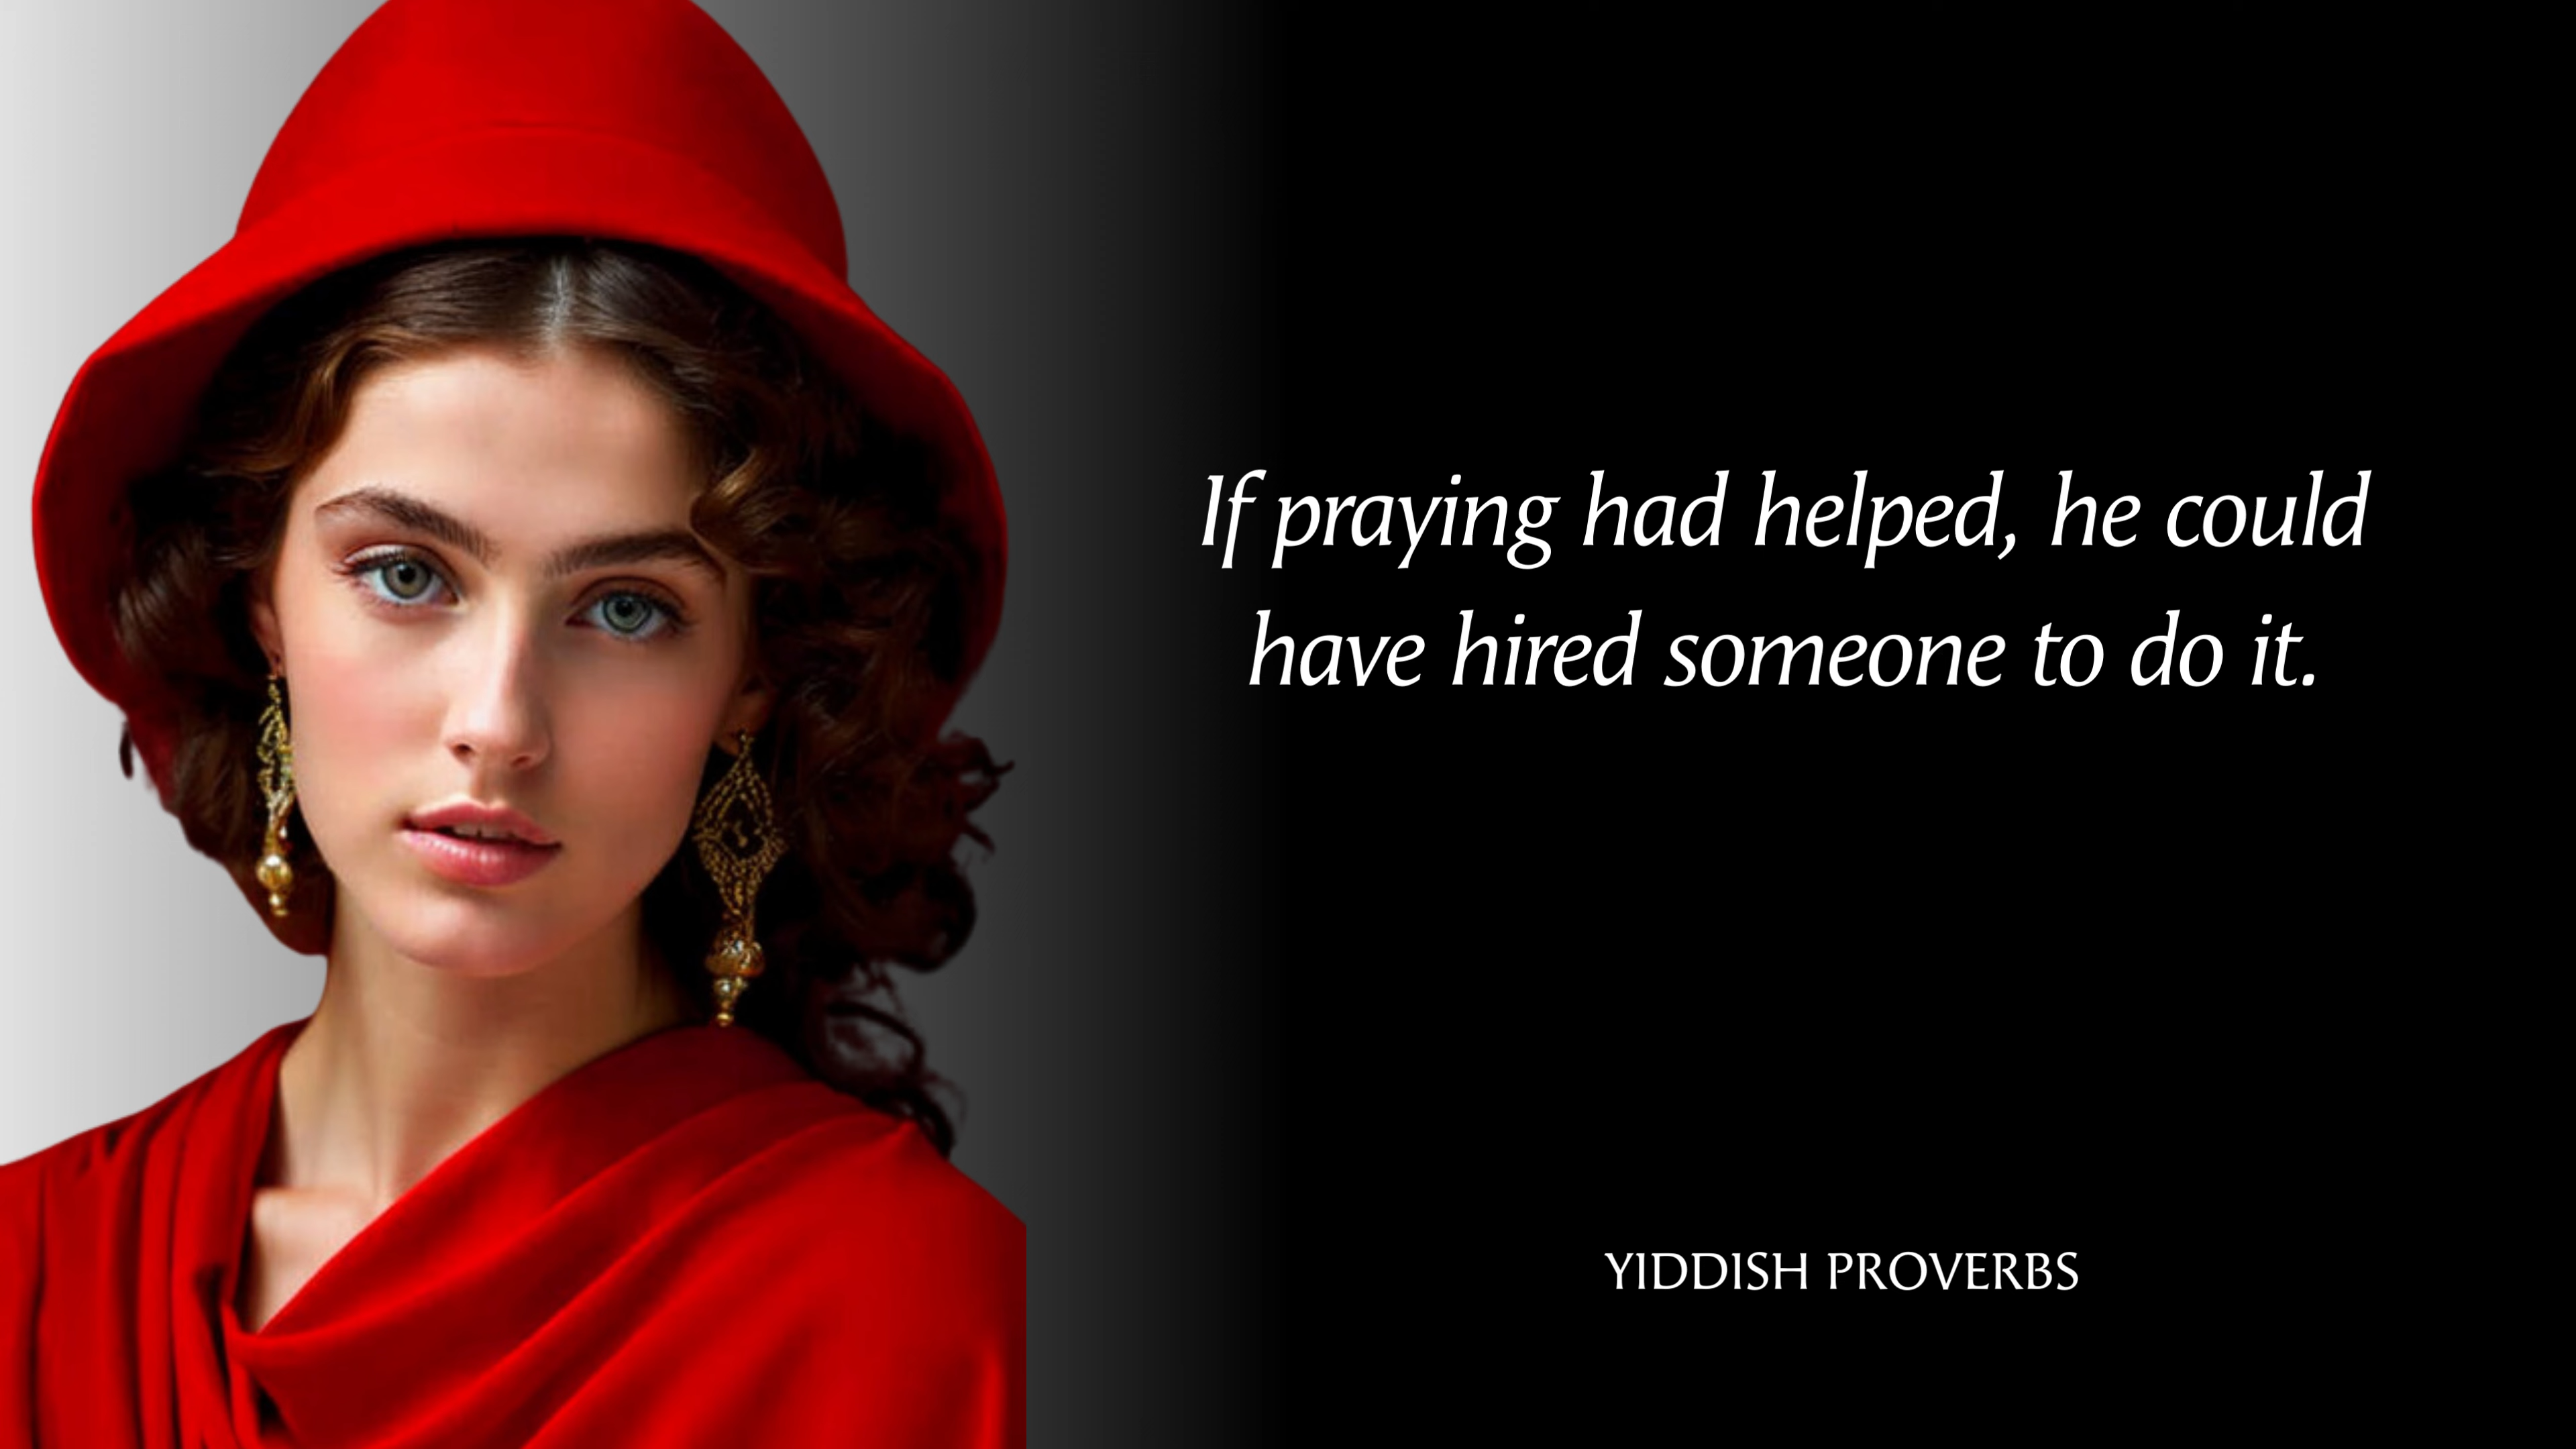 If praying had helped, he could
have hired someone to do it.
YIDDISH PROVERBS